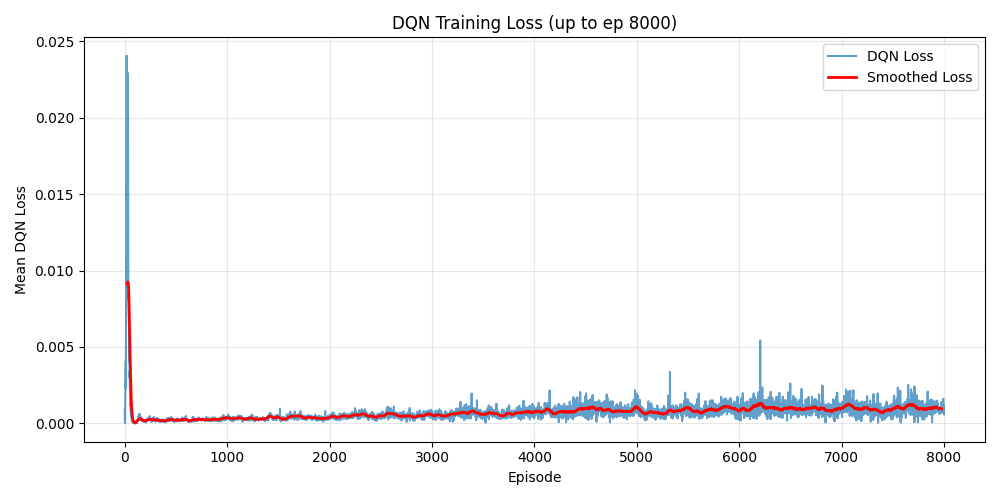 DQN Training Loss (up to ep 8000)
DQN Loss
Smoothed Loss
Mean DQN Loss
0.025
0.020
0.015
0.010
0.005
0.000
0 1000 2000 3000 4000 5000 6000 7000 8000
Episode